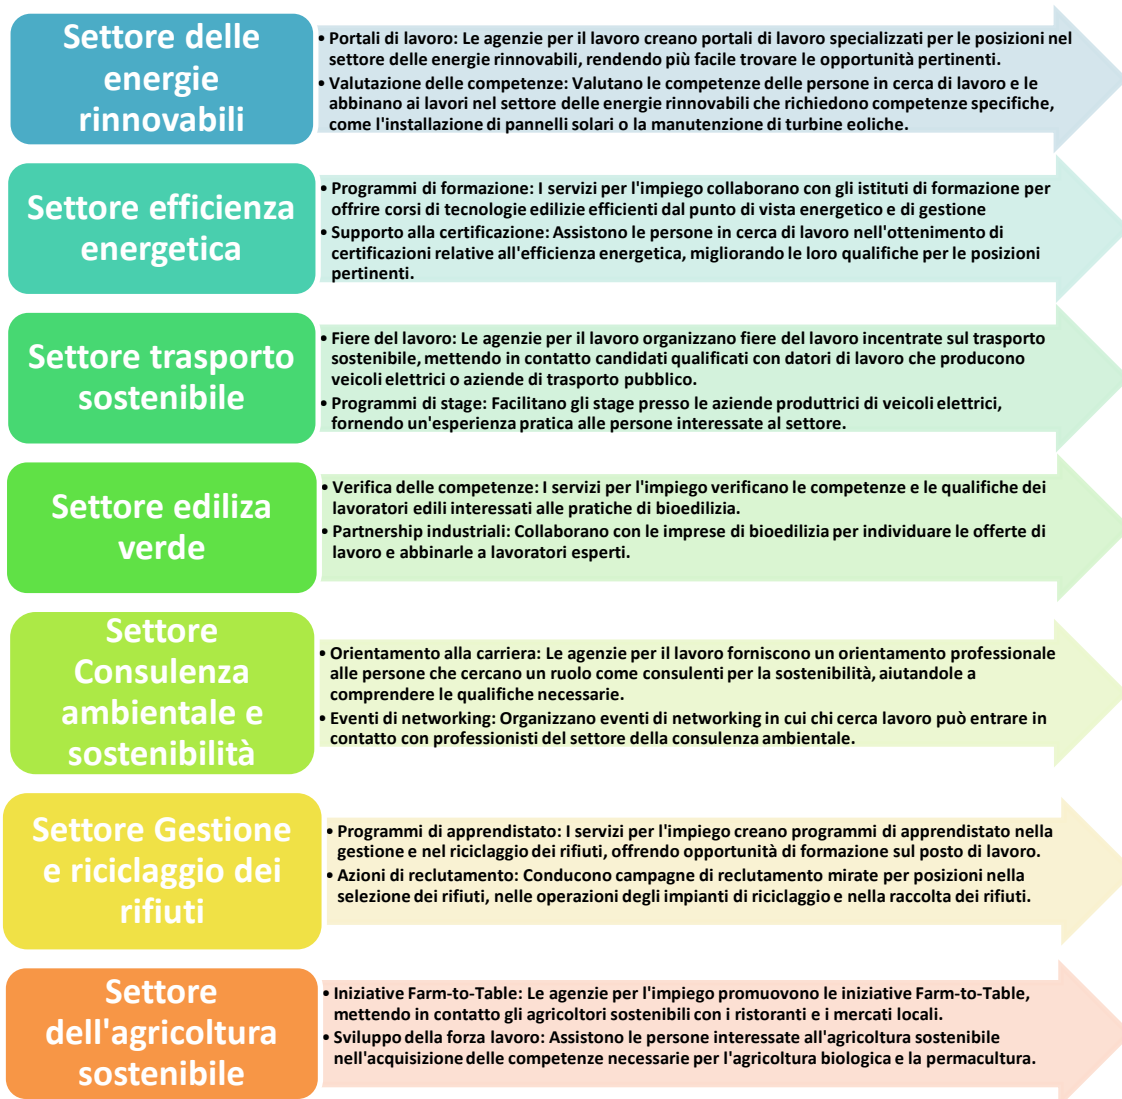 Settore delle
energie
rinnovabili
• Portali di lavoro: Le agenzie per il lavoro creano portali di lavoro specializzati per le posizioni nel
settore delle energie rinnovabili, rendendo più facile trovare le opportunità pertinenti.
• Valutazione delle competenze: Valutano le competenze delle persone in cerca di lavoro e le
abbinano ai lavori nel settore delle energie rinnovabili che richiedono competenze specifiche,
come l'installazione di pannelli solari o la manutenzione di turbine eoliche.
Settore efficienza
energetica
• Programmi di formazione: I servizi per l'impiego collaborano con gli istituti di formazione per
offrire corsi di tecnologie edilizie efficienti dal punto di vista energetico e di gestione
• Supporto alla certificazione: Assistono le persone in cerca di lavoro nell'ottenimento di
certificazioni relative all'efficienza energetica, migliorando le loro qualifiche per le posizioni
pertinenti.
Settore trasporto
sostenibile
• Fiere del lavoro: Le agenzie per il lavoro organizzano fiere del lavoro incentrate sul trasporto
sostenibile, mettendo in contatto candidati qualificati con datori di lavoro che producono
veicoli elettrici o aziende di trasporto pubblico.
• Programmi di stage: Facilitano gli stage presso le aziende produttrici di veicoli elettrici,
fornendo un'esperienza pratica alle persone interessate al settore.
Settore ediliza
verde
• Verifica delle competenze: I servizi per l'impiego verificano le competenze e le qualifiche dei
lavoratori edili interessati alle pratiche di bioedilizia.
• Partnership industriali: Collaborano con le imprese di bioedilizia per individuare le offerte di
lavoro e abbinarle a lavoratori esperti.
Settore
Consulenza
ambientale e
sostenibilità
• Orientamento alla carriera: Le agenzie per il lavoro forniscono un orientamento professionale
alle persone che cercano un ruolo come consulenti per la sostenibilità, aiutandole a
comprendere le qualifiche necessarie.
• Eventi di networking: Organizzano eventi di networking in cui chi cerca lavoro può entrare in
contatto con professionisti del settore della consulenza ambientale.
Settore Gestione
e riciclaggio dei
rifiuti
• Programmi di apprendistato: I servizi per l'impiego creano programmi di apprendistato nella
gestione e nel riciclaggio dei rifiuti, offrendo opportunità di formazione sul posto di lavoro.
• Azioni di reclutamento: Conducono campagne di reclutamento mirate per posizioni nella
selezione dei rifiuti, nelle operazioni degli impianti di riciclaggio e nella raccolta dei rifiuti.
Settore
dell'agricoltura
sostenibile
• Iniziative Farm-to-Table: Le agenzie per l'impiego promuovono le iniziative Farm-to-Table,
mettendo in contatto gli agricoltori sostenibili con i ristoranti e i mercati locali.
• Sviluppo della forza lavoro: Assistono le persone interessate all'agricoltura sostenibile
nell'acquisizione delle competenze necessarie per l'agricoltura biologica e la permacultura.